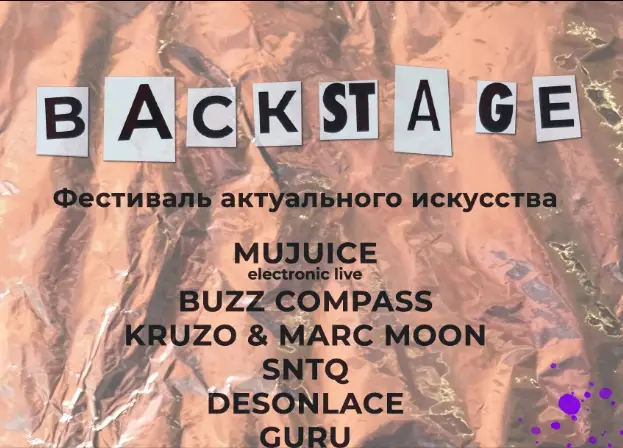 BACKSTAGE
Фестиваль актуального искусства
MUJUICE
electronic live
BUZZ COMPASS
KRUZO & MARC MOON
SNTQ
DESONLACE
GURU